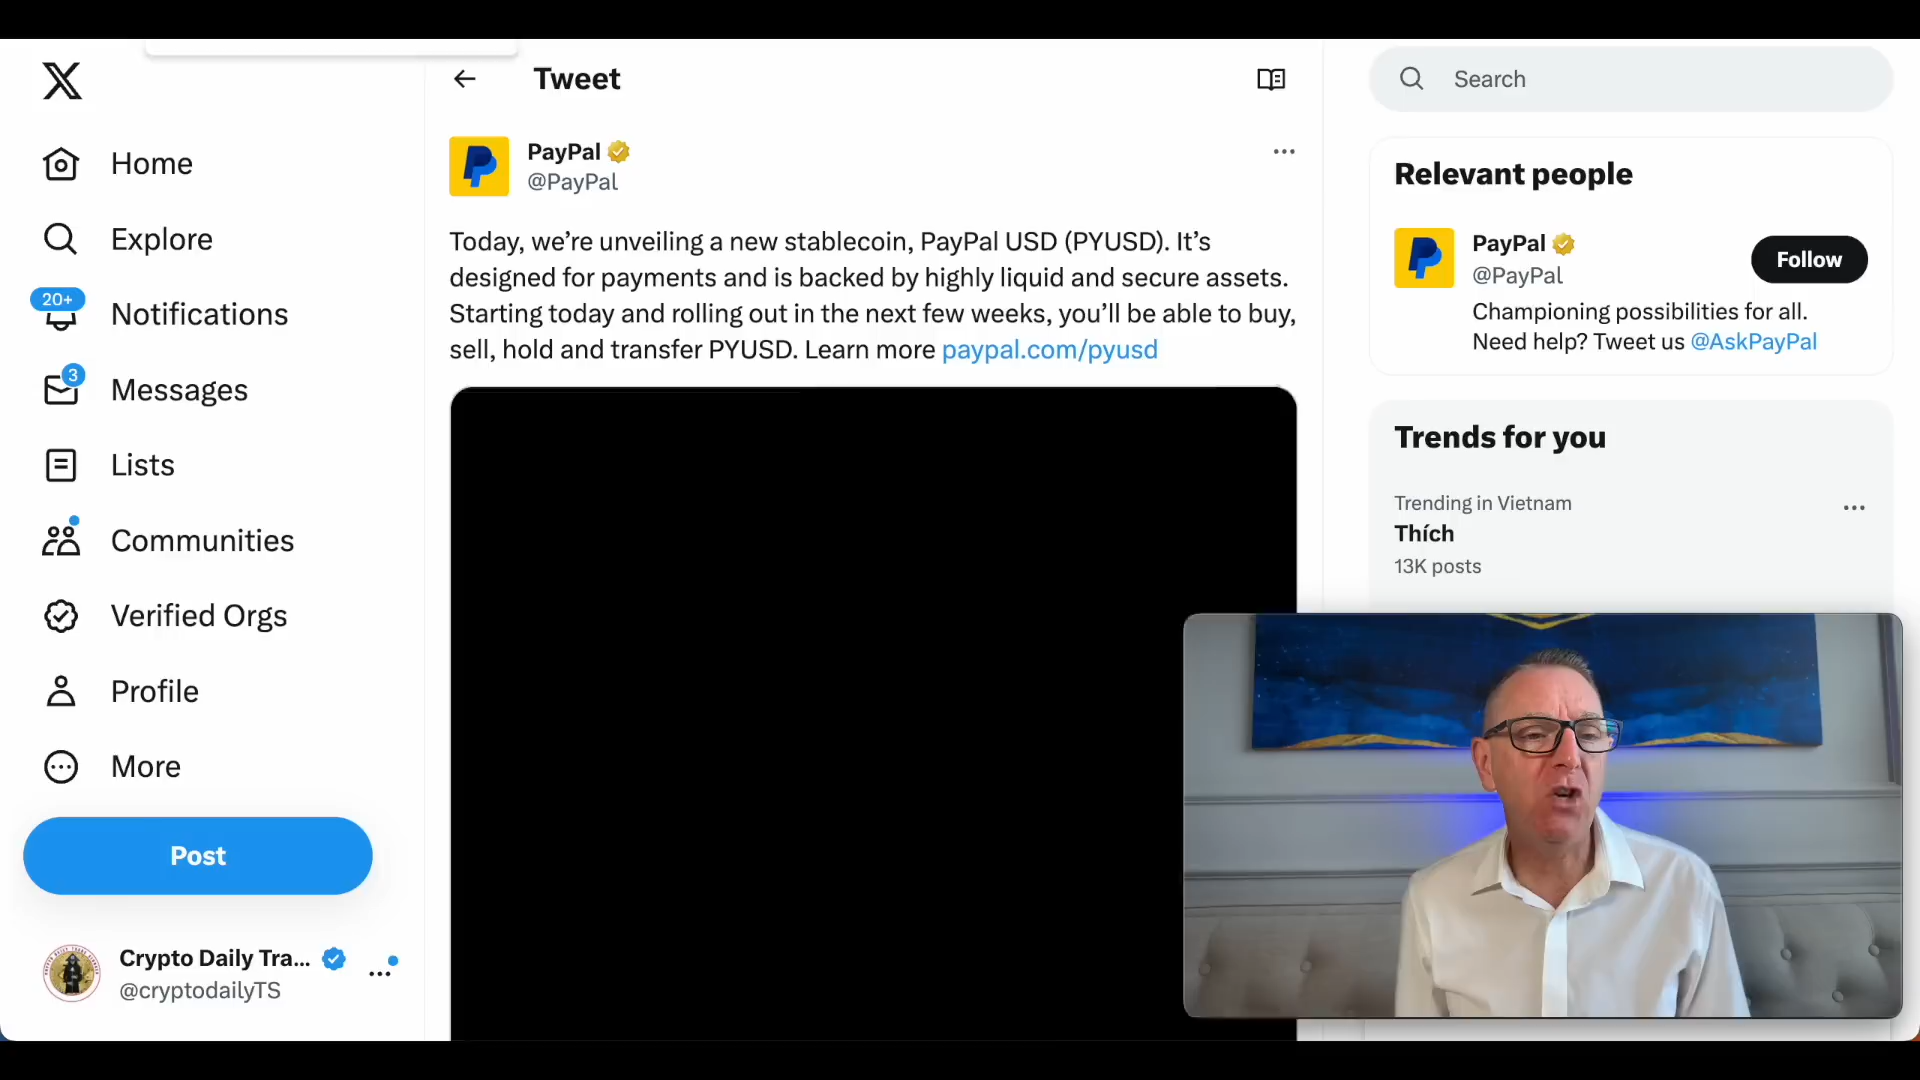 Home
Explore
20+
Notifications
3
Messages
Lists
Communities
Verified Orgs
Profile
More
Post
Crypto Daily Tra...
@cryptodailyTS
Tweet
PayPal
@PayPal
Today, we’re unveiling a new stablecoin, PayPal USD (PYUSD). It’s
designed for payments and is backed by highly liquid and secure assets.
Starting today and rolling out in the next few weeks, you’ll be able to buy,
sell, hold and transfer PYUSD. Learn more paypal.com/pyusd
Search
Relevant people
PayPal
@PayPal
Follow
Championing possibilities for all.
Need help? Tweet us @AskPayPal
Trends for you
Trending in Vietnam
Thích
13K posts